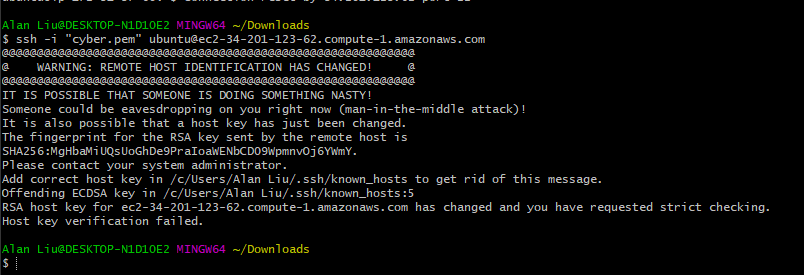 Alan Liu@DESKTOP-N1D1OE2 MINGW64 ~/Downloads
$ ssh -i "cyber.pem" ubuntu@ec2-34-201-123-62.compute-1.amazonaws.com
@@@@@@@@@@@@@@@@@@@@@@@@@@@@@@@@@@@@@@@@@@@@@@@@@@@@@@@@@@@
@    WARNING: REMOTE HOST IDENTIFICATION HAS CHANGED!     @
@@@@@@@@@@@@@@@@@@@@@@@@@@@@@@@@@@@@@@@@@@@@@@@@@@@@@@@@@@@
IT IS POSSIBLE THAT SOMEONE IS DOING SOMETHING NASTY!
Someone could be eavesdropping on you right now (man-in-the-middle attack)!
It is also possible that a host key has just been changed.
The fingerprint for the RSA key sent by the remote host is
SHA256:MgHbaMiUQsUoGhDe9PraIoaWENbCDO9WpmnvOj6YWmY.
Please contact your system administrator.
Add correct host key in /c/Users/Alan Liu/.ssh/known_hosts to get rid of this message.
Offending ECDSA key in /c/Users/Alan Liu/.ssh/known_hosts:5
RSA host key for ec2-34-201-123-62.compute-1.amazonaws.com has changed and you have requested strict checking.
Host key verification failed.
Alan Liu@DESKTOP-N1D1OE2 MINGW64 ~/Downloads
$